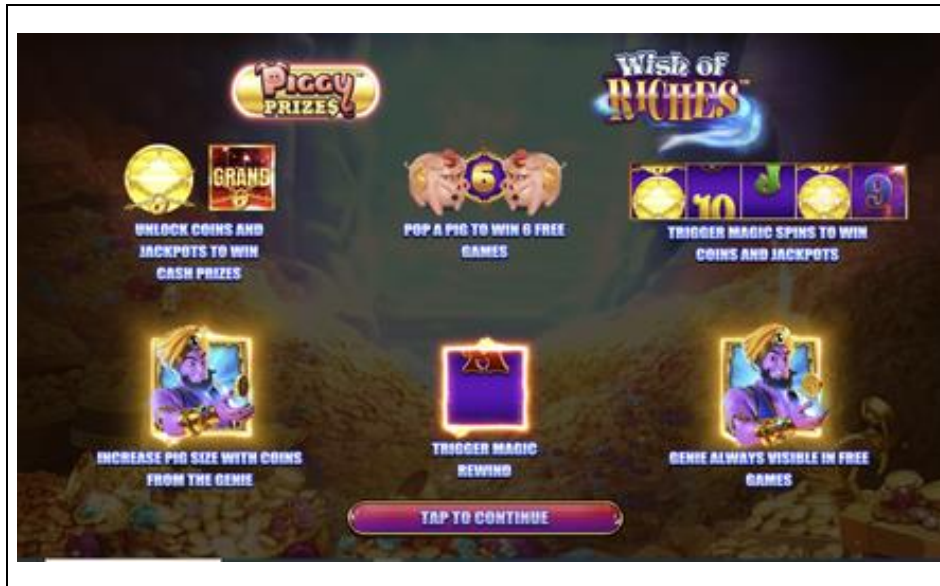 PIGGY™
PRIZES
Wish of
RICHES™
GRAND
6
10
J
9
UNLOCK COINS AND
JACKPOTS TO WIN
CASH PRIZES
POP A PIG TO WIN 6 FREE
GAMES
TRIGGER MAGIC SPINS TO WIN
COINS AND JACKPOTS
INCREASE PIG SIZE WITH COINS
FROM THE GENIE
TRIGGER MAGIC
REWIND
GENIE ALWAYS VISIBLE IN FREE
GAMES
TAP TO CONTINUE